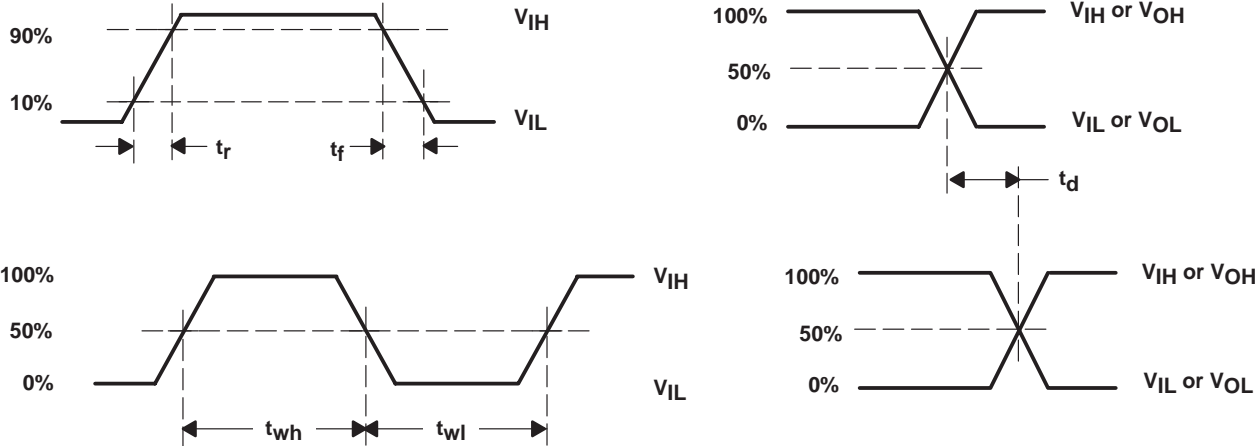 90%
10%
VIH
VIL
tr
tf
100%
50%
0%
VIH or VOH
VIL or VOL
td
100%
50%
0%
VIH
VIL
twh
twl
100%
50%
0%
VIH or VOH
VIL or VOL